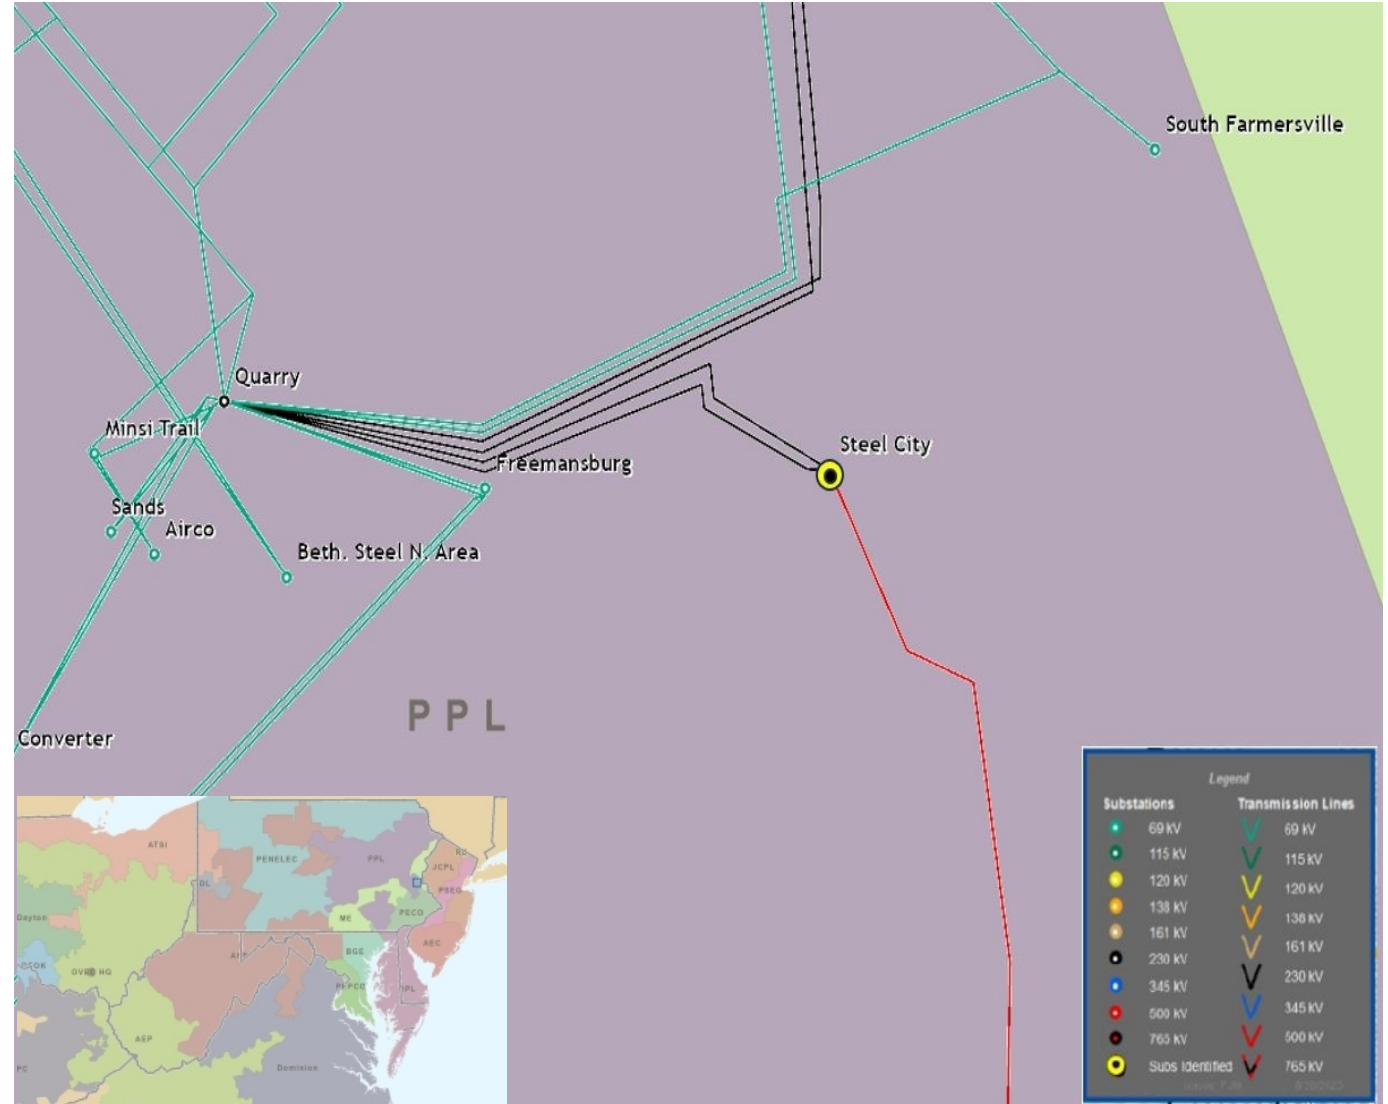 South Farmersville
Quarry
Minsi Trail
Steel City
Freemansburg
Sands
Airco
Beth. Steel N. Area
PPL
Converter
ATSI
PENELEC
PPL
JCPL
PSEG
DL
Dayton
ME
PECO
AEC
BGE
OVEC HQ
PEPCO
AEP
Dominion
Legend
Substations Transmission Lines
69 kV 69 kV
115 kV 115 kV
120 kV 120 kV
138 kV 138 kV
161 kV 161 kV
230 kV 230 kV
345 kV 345 kV
500 kV 500 kV
765 kV 765 kV
Subs Identified